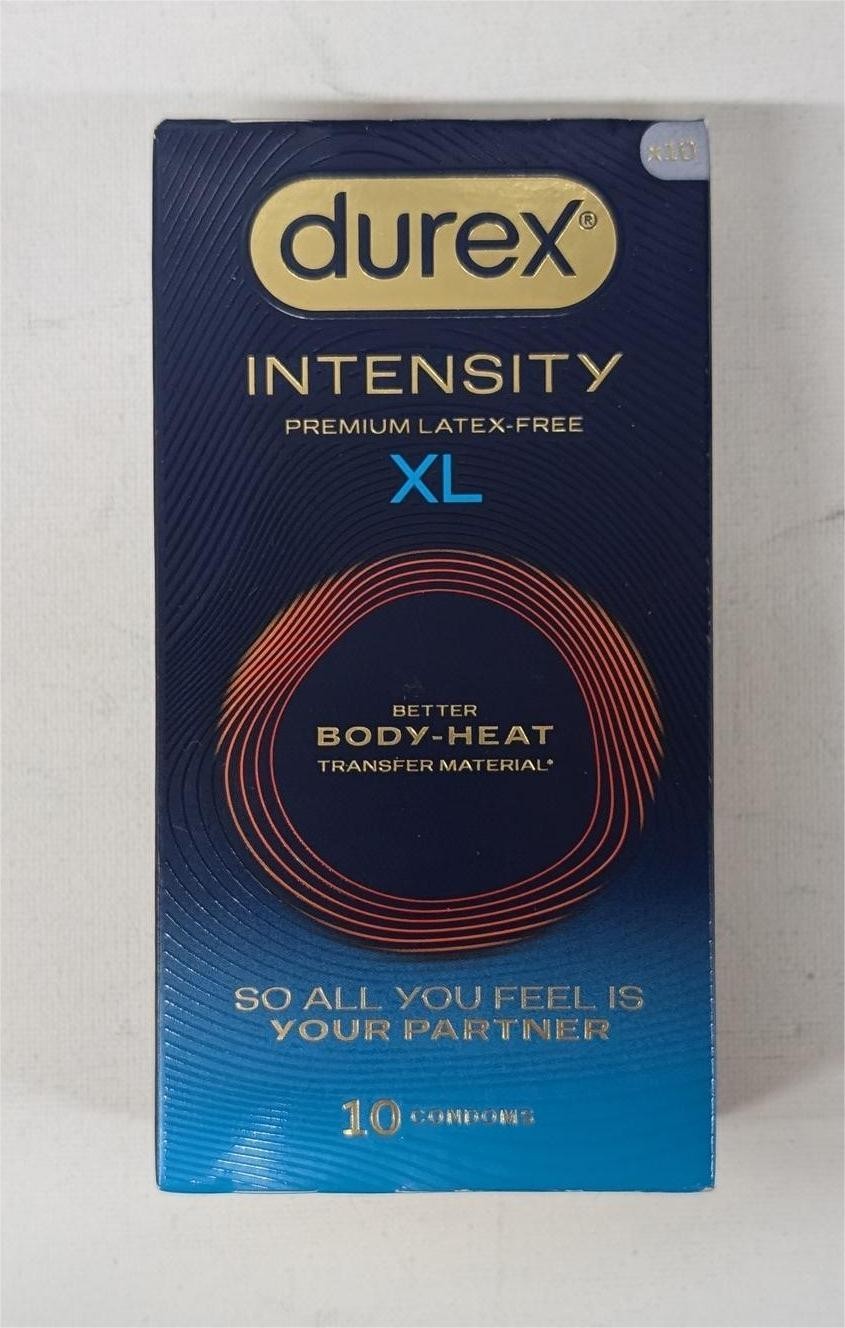 x10
durex®
INTENSITY
PREMIUM LATEX-FREE
XL
BETTER
BODY-HEAT
TRANSFER MATERIAL*
SO ALL YOU FEEL IS
YOUR PARTNER
10 CONDOMS